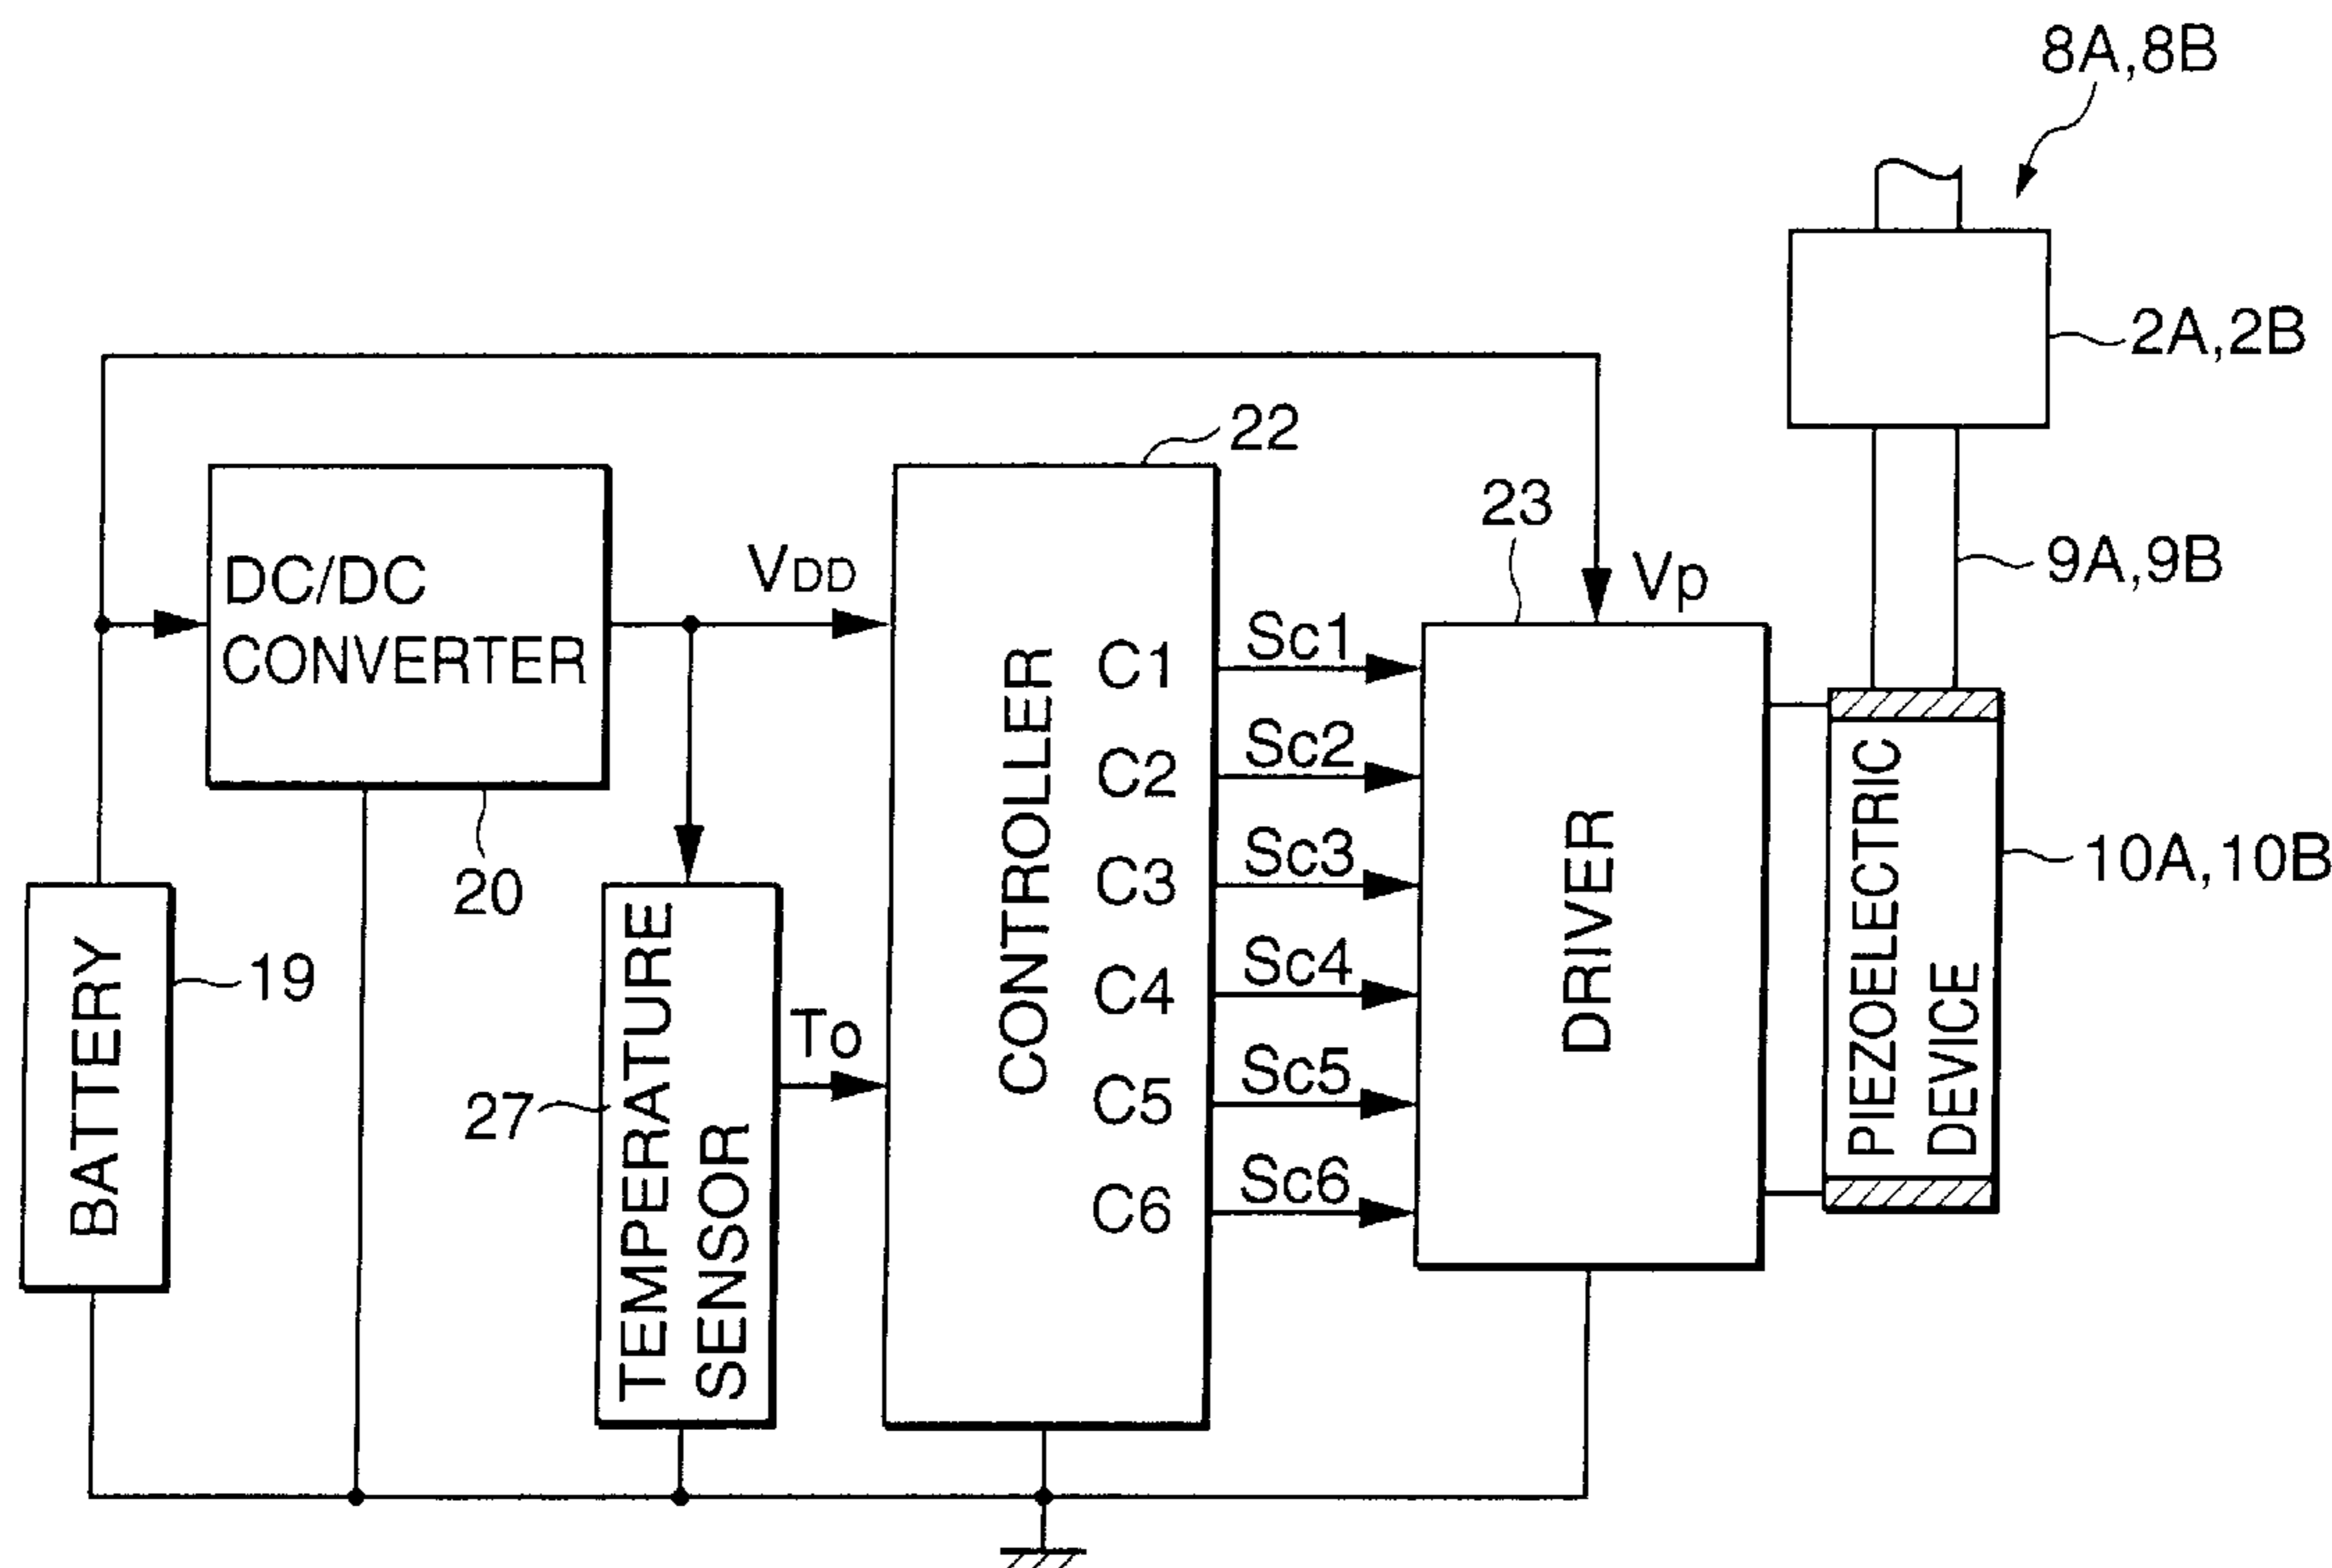 8A,8B
2A,2B
22
23
9A,9B
DC/DC
CONVERTER
VDD
Vp
C1
Sc1
C2
Sc2
C3
Sc3
C4
Sc4
C5
Sc5
C6
Sc6
CONTROLLER
DRIVER
PIEZOELECTRIC
DEVICE
10A,10B
20
BATTERY
19
TEMPERATURE
SENSOR
To
27